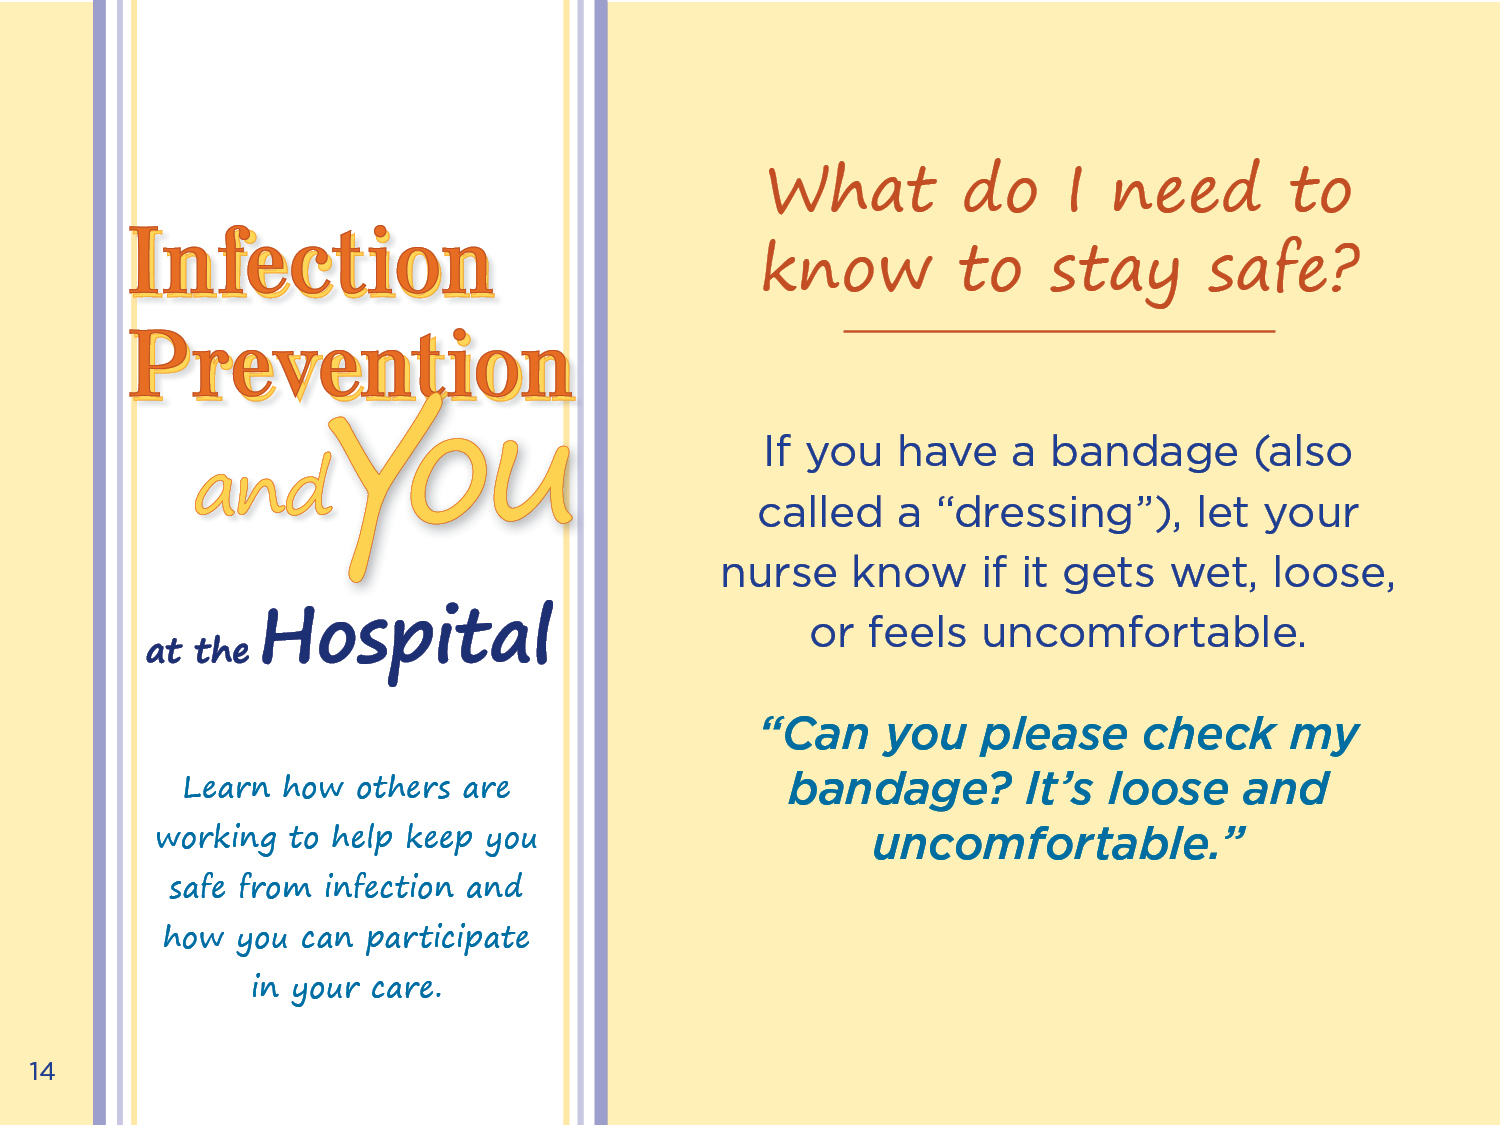 Infection
Prevention
and You
at the Hospital
Learn how others are
working to help keep you
safe from infection and
how you can participate
in your care.
14
What do I need to
know to stay safe?
If you have a bandage (also
called a “dressing”), let your
nurse know if it gets wet, loose,
or feels uncomfortable.
“Can you please check my
bandage? It’s loose and
uncomfortable.”